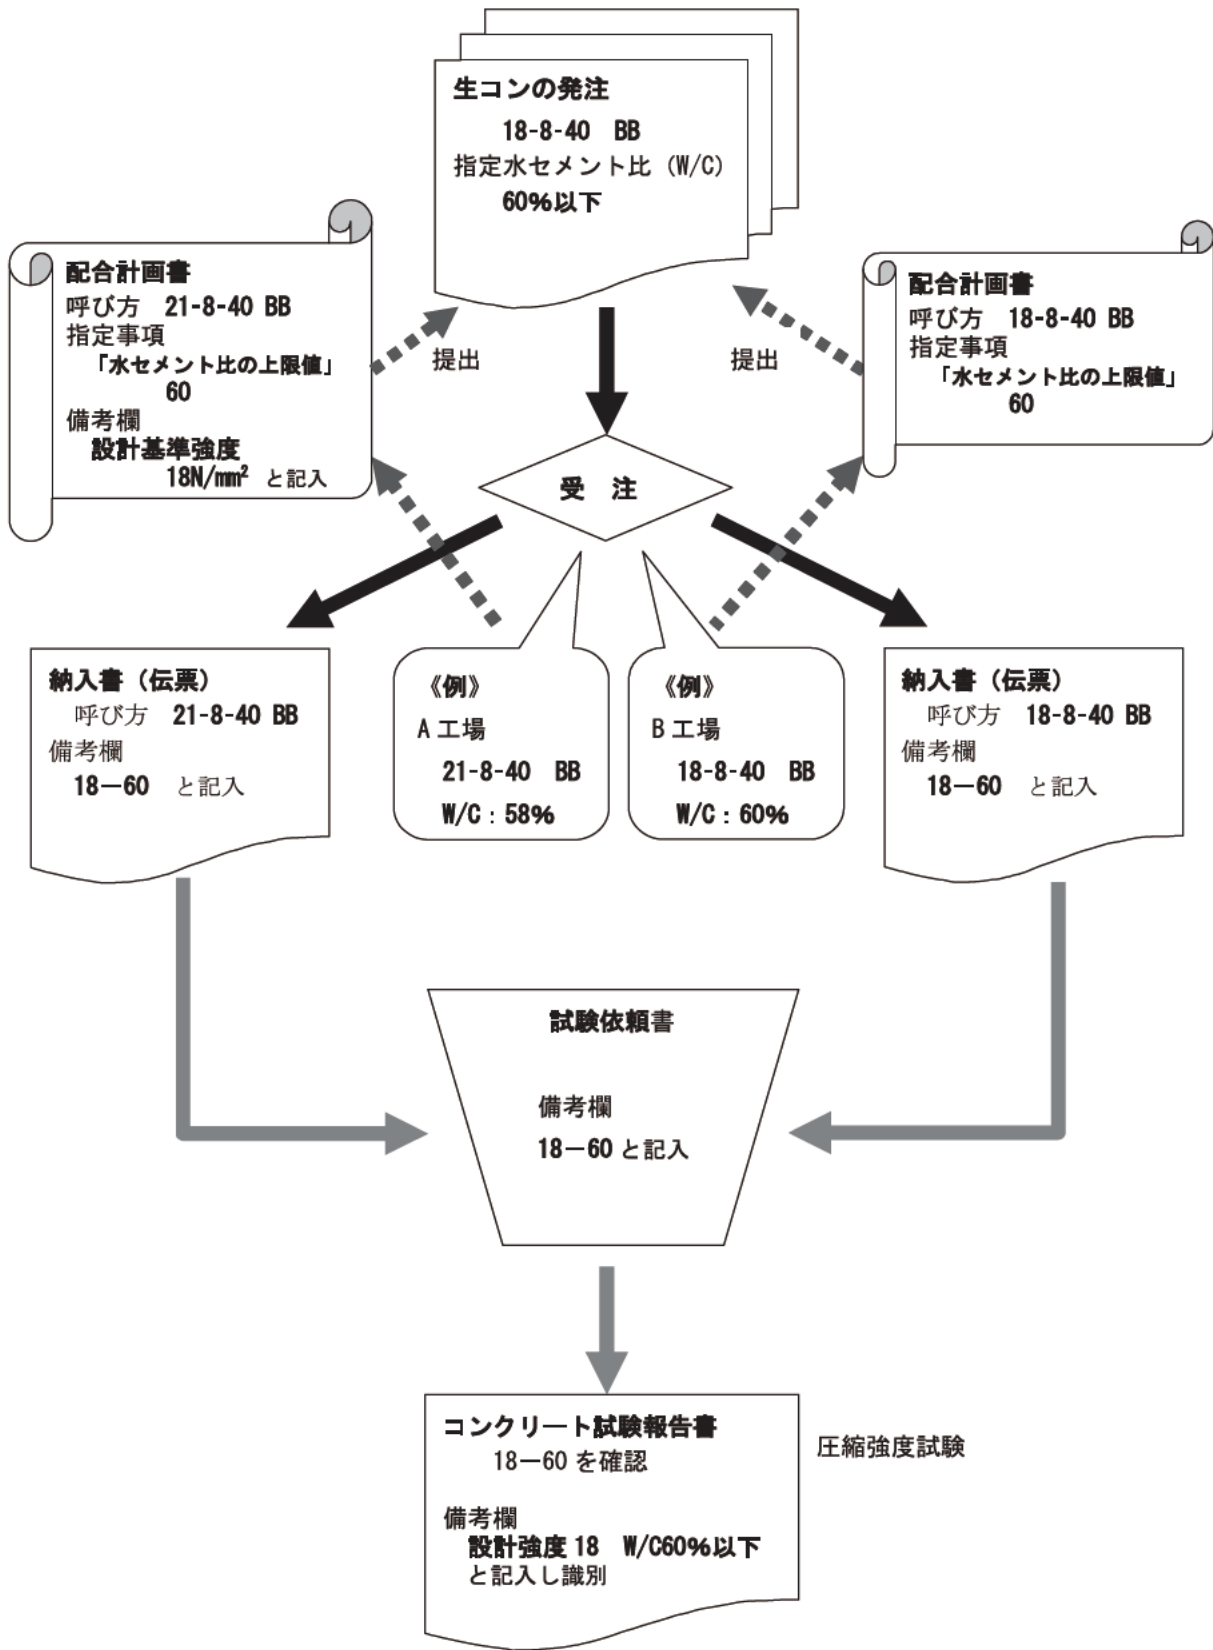 生コンの発注
18-8-40 BB
指定水セメント比（W/C）
60%以下
配合計画書
呼び方 21-8-40 BB
指定事項
「水セメント比の上限値」
60
備考欄
設計基準強度
18N/mm² と記入
提出
提出
配合計画書
呼び方 18-8-40 BB
指定事項
「水セメント比の上限値」
60
受 注
納入書（伝票）
呼び方 21-8-40 BB
備考欄
18－60 と記入
《例》
A 工場
21-8-40 BB
W/C：58%
《例》
B 工場
18-8-40 BB
W/C：60%
納入書（伝票）
呼び方 18-8-40 BB
備考欄
18－60 と記入
試験依頼書
備考欄
18－60 と記入
コンクリート試験報告書
18－60 を確認
備考欄
設計強度 18 W/C60%以下
と記入し識別
圧縮強度試験